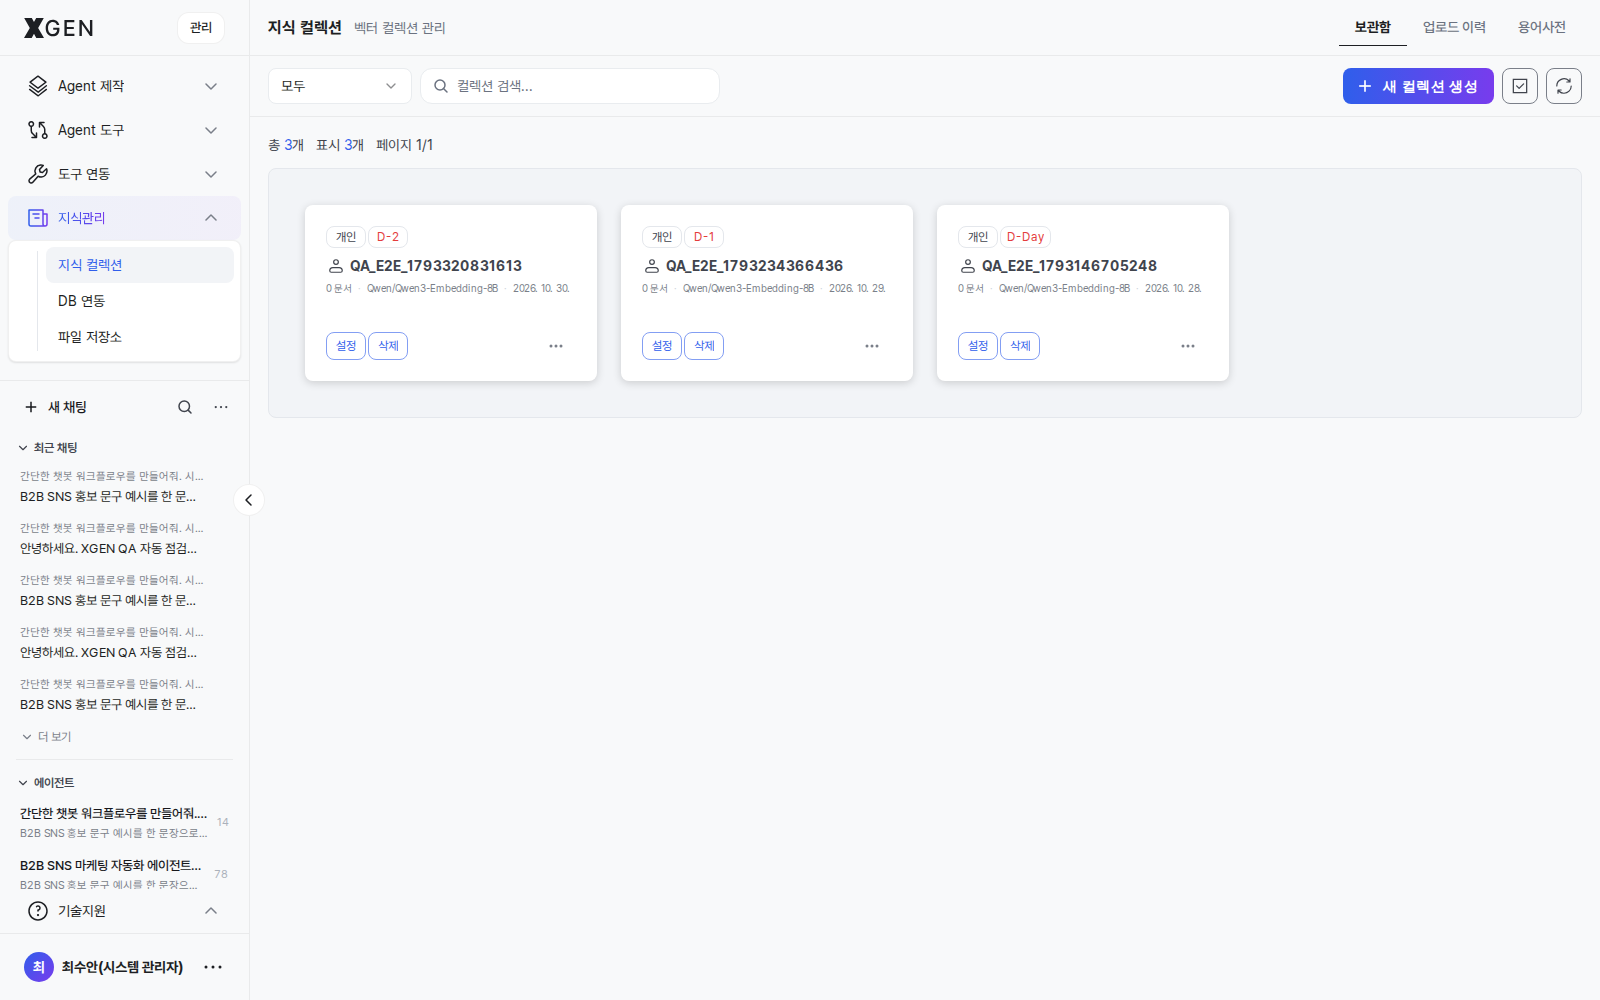 XGEN
관리
Agent 제작
Agent 도구
도구 연동
지식관리
지식 컬렉션
DB 연동
파일 저장소
새 채팅
최근 채팅
간단한 챗봇 워크플로우를 만들어줘. 시...
B2B SNS 홍보 문구 예시를 한 문...
간단한 챗봇 워크플로우를 만들어줘. 시...
안녕하세요. XGEN QA 자동 점검...
간단한 챗봇 워크플로우를 만들어줘. 시...
B2B SNS 홍보 문구 예시를 한 문...
간단한 챗봇 워크플로우를 만들어줘. 시...
안녕하세요. XGEN QA 자동 점검...
간단한 챗봇 워크플로우를 만들어줘. 시...
B2B SNS 홍보 문구 예시를 한 문...
더 보기
에이전트
간단한 챗봇 워크플로우를 만들어줘.... 14
B2B SNS 홍보 문구 예시를 한 문장으로...
B2B SNS 마케팅 자동화 에이전트... 78
B2B SNS 홍보 문구 예시를 한 문장으...
기술지원
최 최수안(시스템 관리자)
지식 컬렉션 벡터 컬렉션 관리
보관함 업로드 이력 용어사전
모두 컬렉션 검색...
새 컬렉션 생성
총 3개 표시 3개 페이지 1/1
개인 D-2
QA_E2E_1793320831613
0 문서 · Qwen/Qwen3-Embedding-8B · 2026. 10. 30.
설정 삭제
개인 D-1
QA_E2E_1793234366436
0 문서 · Qwen/Qwen3-Embedding-8B · 2026. 10. 29.
설정 삭제
개인 D-Day
QA_E2E_1793146705248
0 문서 · Qwen/Qwen3-Embedding-8B · 2026. 10. 28.
설정 삭제